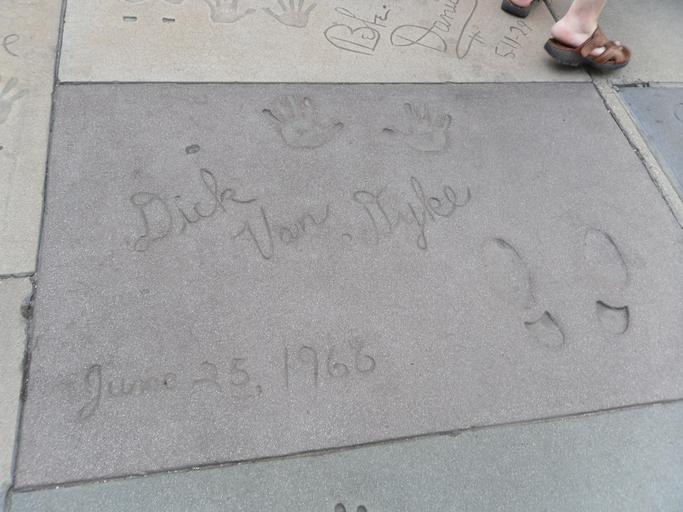 Dick
Van Dyke
June 25, 1966